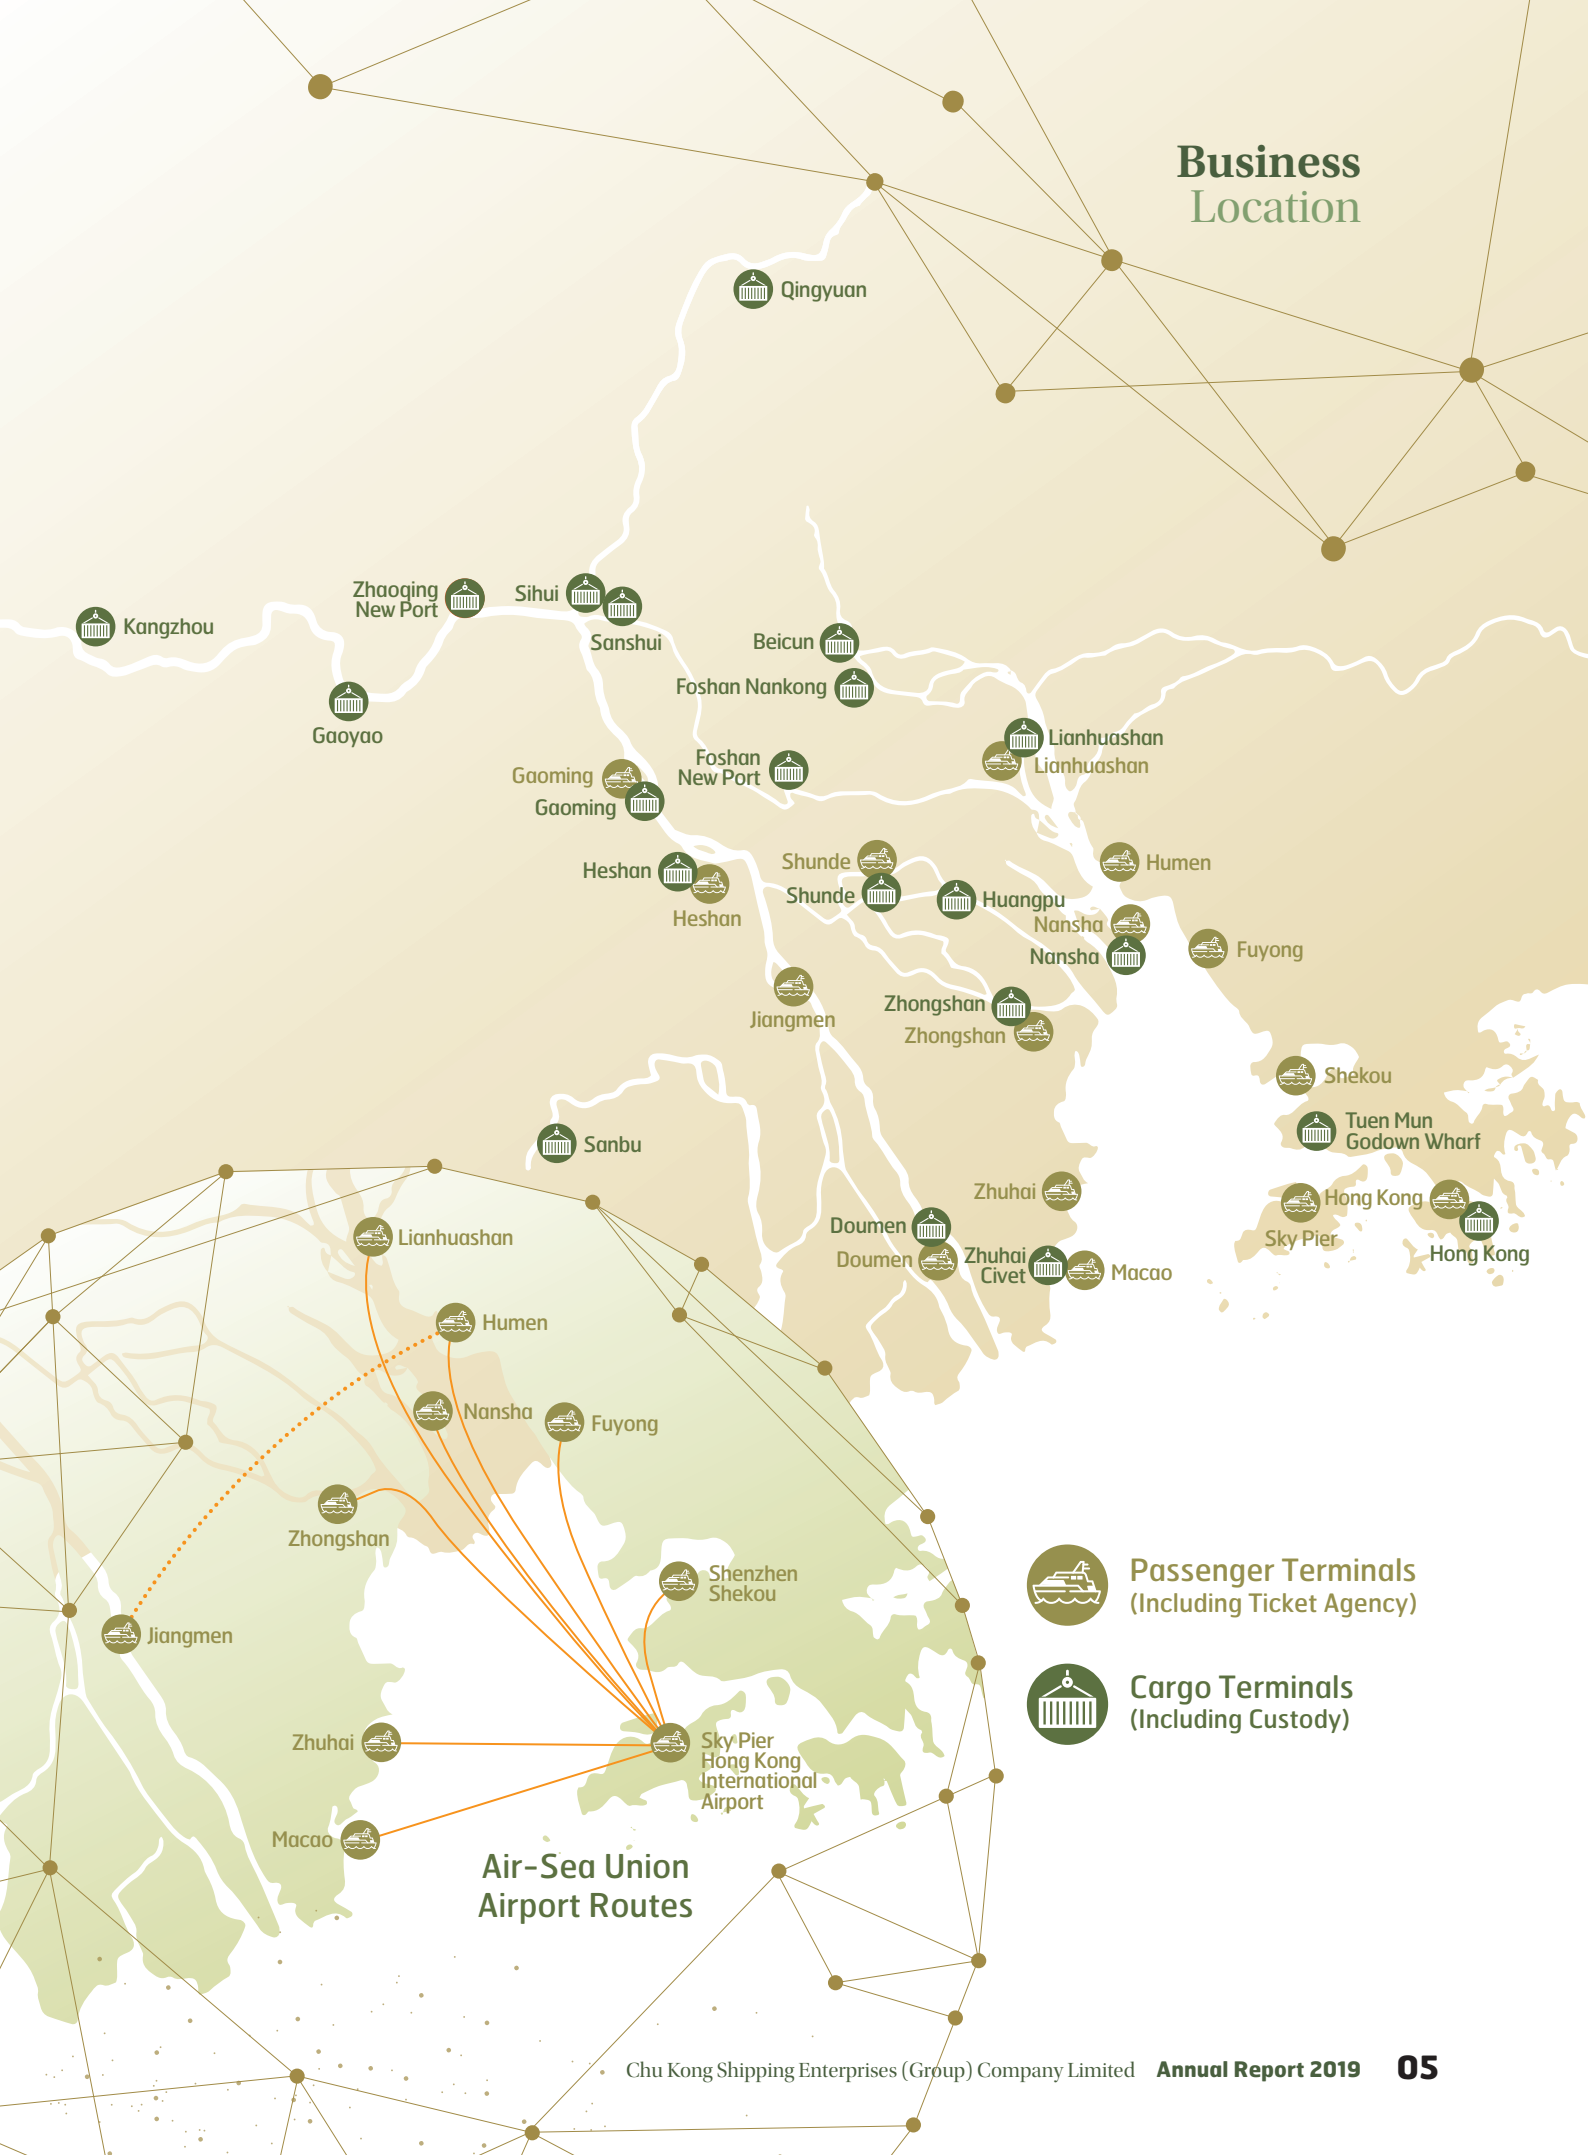 Business
Location
Qingyuan
Zhaoqing
New Port
Sihui
Sanshui
Kangzhou
Gaoyao
Beicun
Foshan Nankong
Lianhuashan
Lianhuashan
Foshan
New Port
Gaoming
Gaoming
Heshan
Heshan
Shunde
Shunde
Huangpu
Humen
Nansha
Nansha
Fuyong
Jiangmen
Zhongshan
Zhongshan
Shekou
Tuen Mun
Godown Wharf
Sanbu
Zhuhai
Hong Kong
Sky Pier
Hong Kong
Doumen
Doumen
Zhuhai
Civet
Macao
Lianhuashan
Humen
Nansha
Fuyong
Zhongshan
Shenzhen
Shekou
Jiangmen
Zhuhai
Sky Pier
Hong Kong
International
Airport
Macao
Air-Sea Union
Airport Routes
Passenger Terminals
(Including Ticket Agency)
Cargo Terminals
(Including Custody)
Chu Kong Shipping Enterprises (Group) Company Limited Annual Report 2019 05